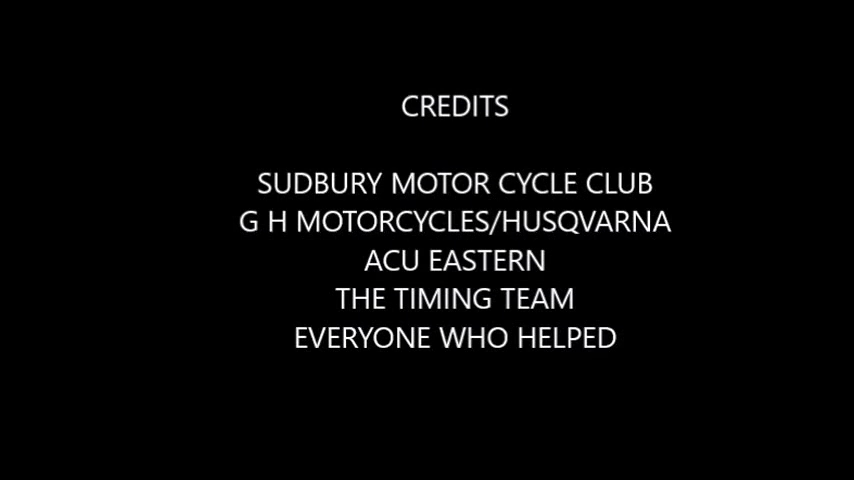 CREDITS
SUDBURY MOTOR CYCLE CLUB
G H MOTORCYCLES/HUSQVARNA
ACU EASTERN
THE TIMING TEAM
EVERYONE WHO HELPED